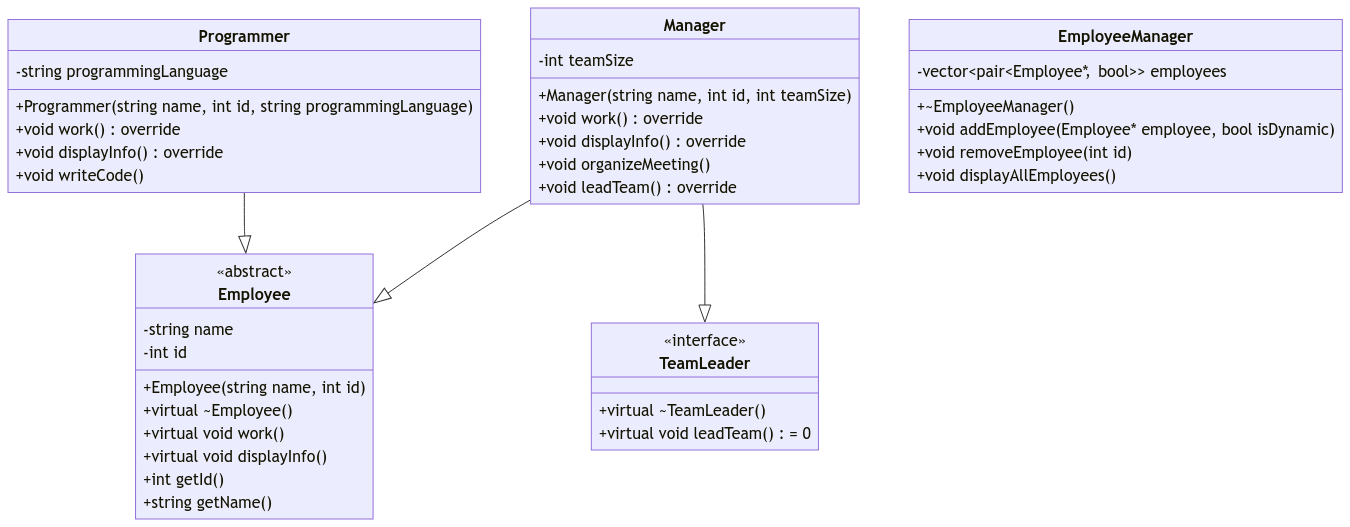 Programmer
-string programmingLanguage
+Programmer(string name, int id, string programmingLanguage)
+void work() : override
+void displayInfo() : override
+void writeCode()
Manager
-int teamSize
+Manager(string name, int id, int teamSize)
+void work() : override
+void displayInfo() : override
+void organizeMeeting()
+void leadTeam() : override
EmployeeManager
-vector<pair<Employee*, bool>> employees
+~EmployeeManager()
+void addEmployee(Employee* employee, bool isDynamic)
+void removeEmployee(int id)
+void displayAllEmployees()
«abstract»
Employee
-string name
-int id
+Employee(string name, int id)
+virtual ~Employee()
+virtual void work()
+virtual void displayInfo()
+int getId()
+string getName()
«interface»
TeamLeader
+virtual ~TeamLeader()
+virtual void leadTeam() : = 0